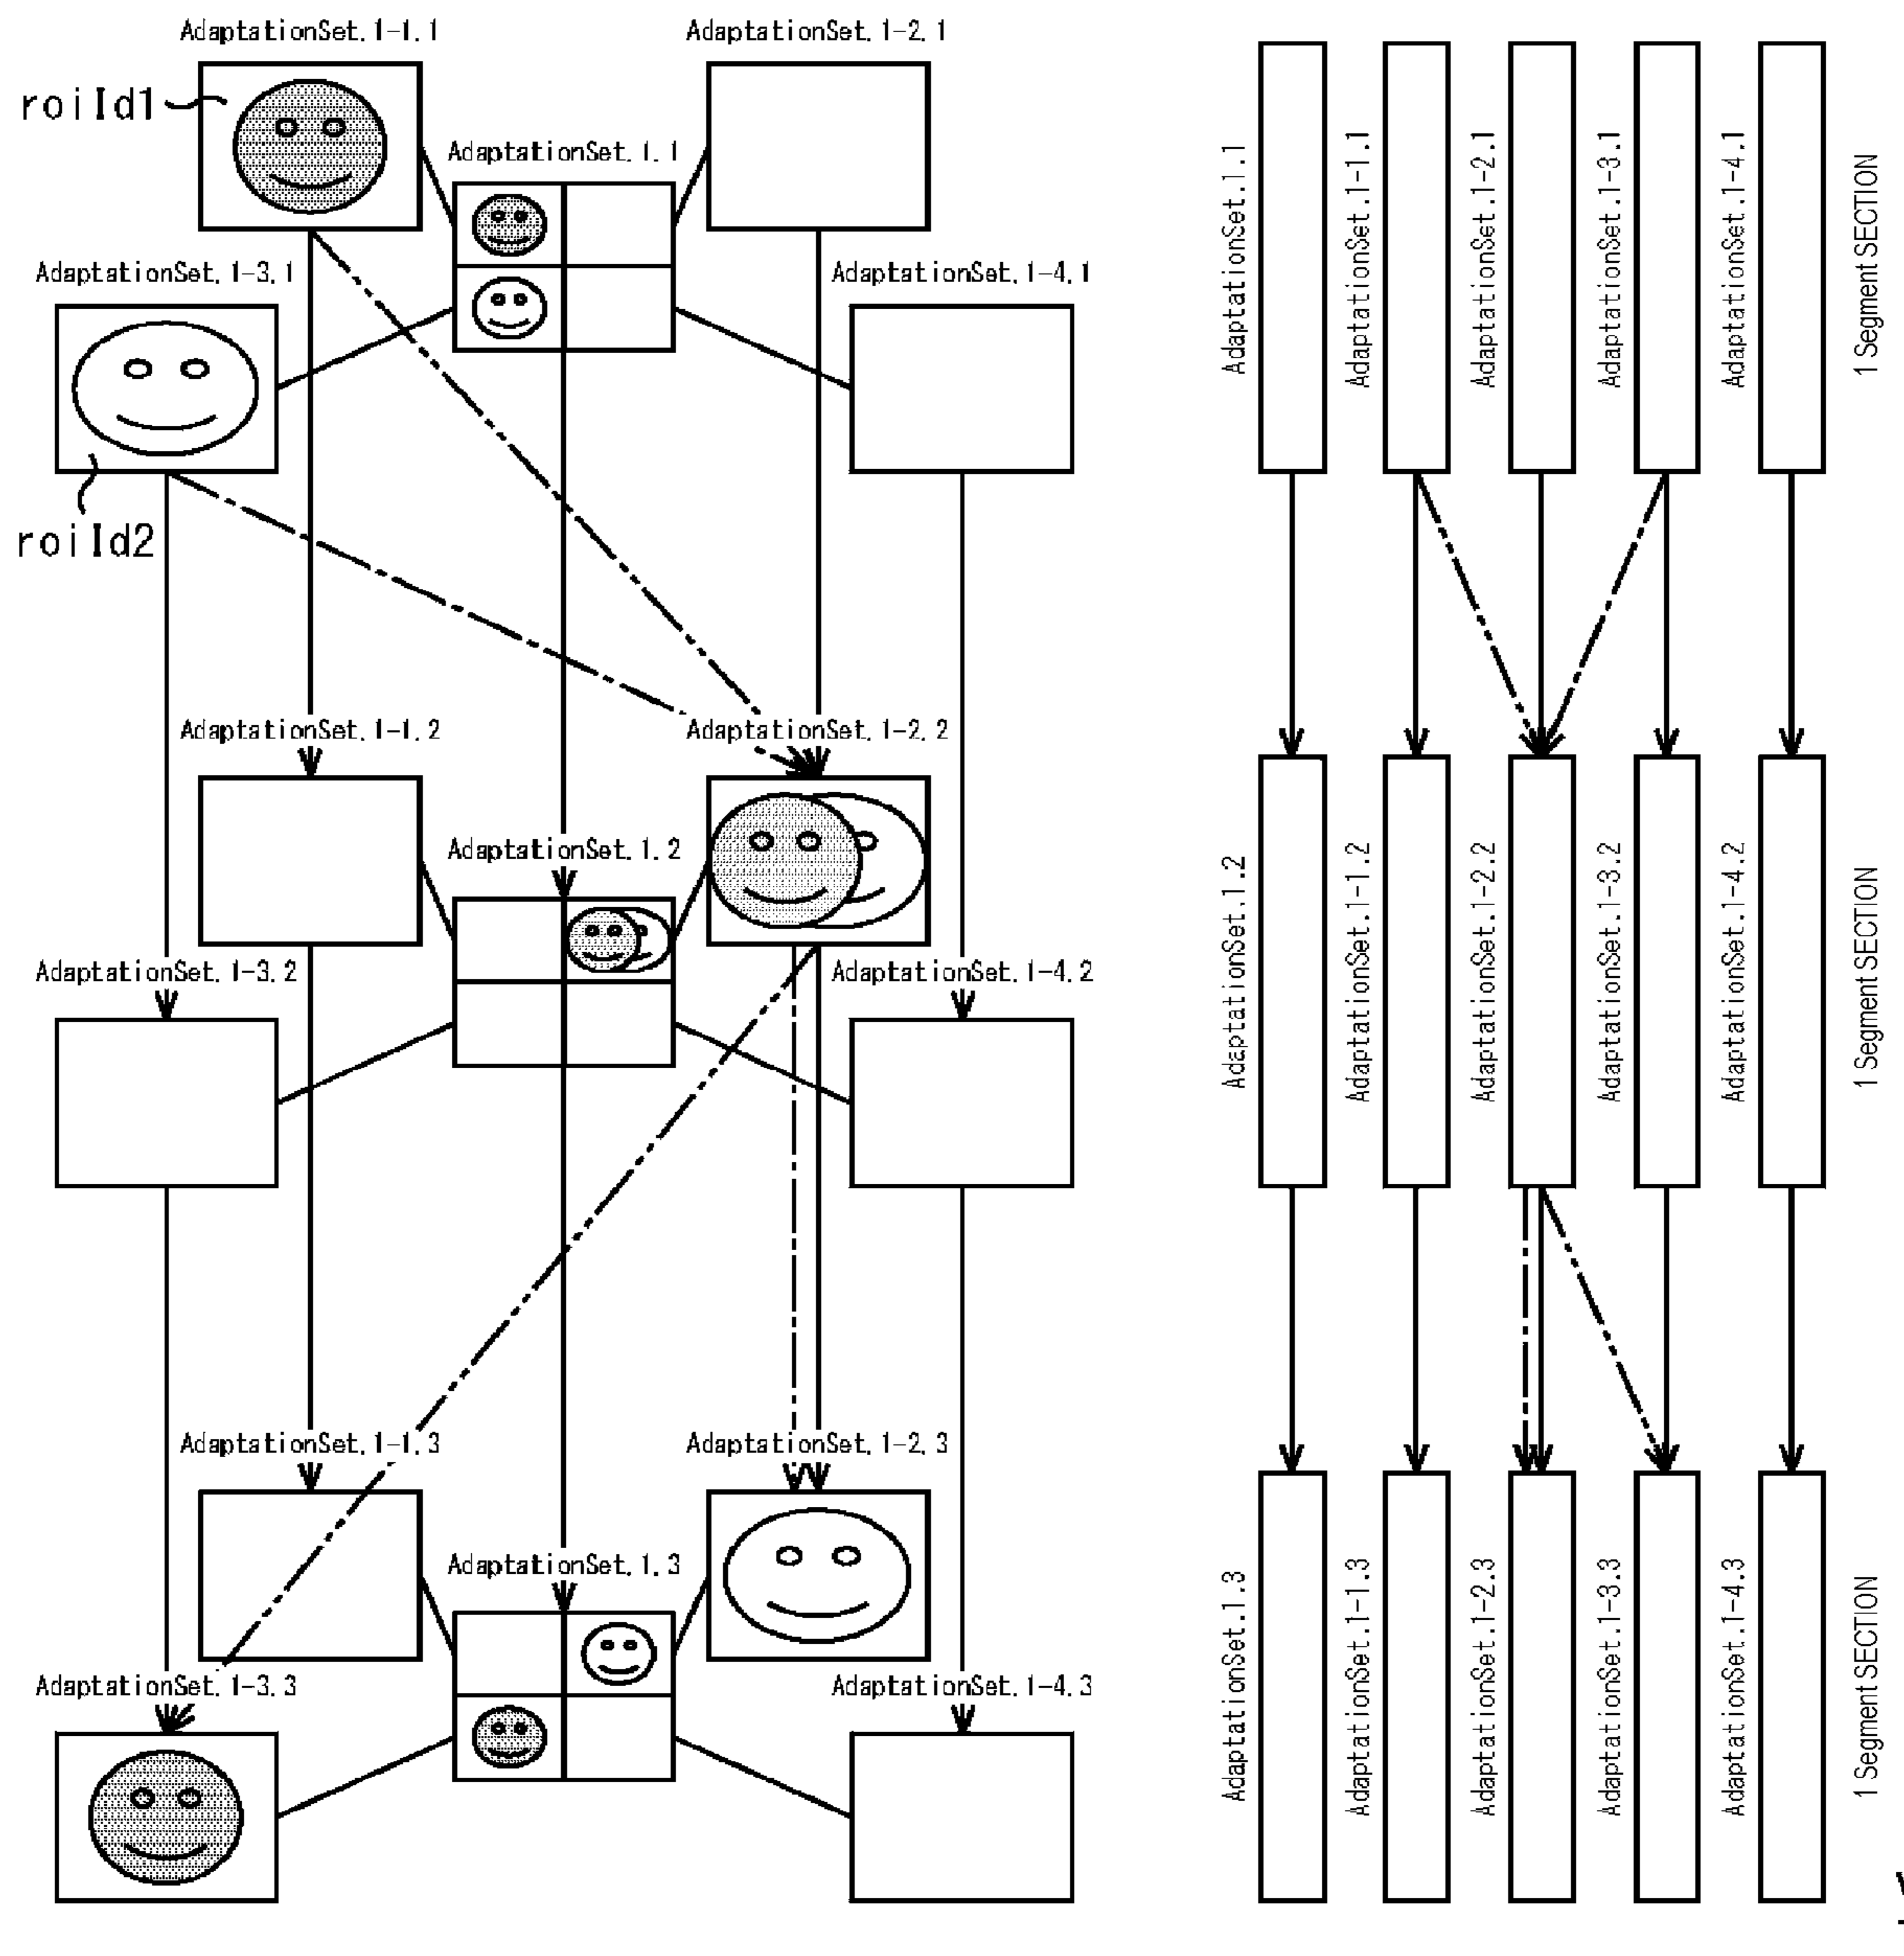 AdaptationSet.1-1.1
AdaptationSet.1-2.1
roiId1
AdaptationSet.1.1
AdaptationSet.1-3.1
AdaptationSet.1-4.1
roiId2
AdaptationSet.1-1.2
AdaptationSet.1-2.2
AdaptationSet.1.2
AdaptationSet.1-3.2
AdaptationSet.1-4.2
AdaptationSet.1-1.3
AdaptationSet.1-2.3
AdaptationSet.1.3
AdaptationSet.1-3.3
AdaptationSet.1-4.3
AdaptationSet.1.1
AdaptationSet.1-1.1
AdaptationSet.1-2.1
AdaptationSet.1-3.1
AdaptationSet.1-4.1
1 Segment SECTION
AdaptationSet.1.2
AdaptationSet.1-1.2
AdaptationSet.1-2.2
AdaptationSet.1-3.2
AdaptationSet.1-4.2
1 Segment SECTION
AdaptationSet.1.3
AdaptationSet.1-1.3
AdaptationSet.1-2.3
AdaptationSet.1-3.3
AdaptationSet.1-4.3
1 Segment SECTION